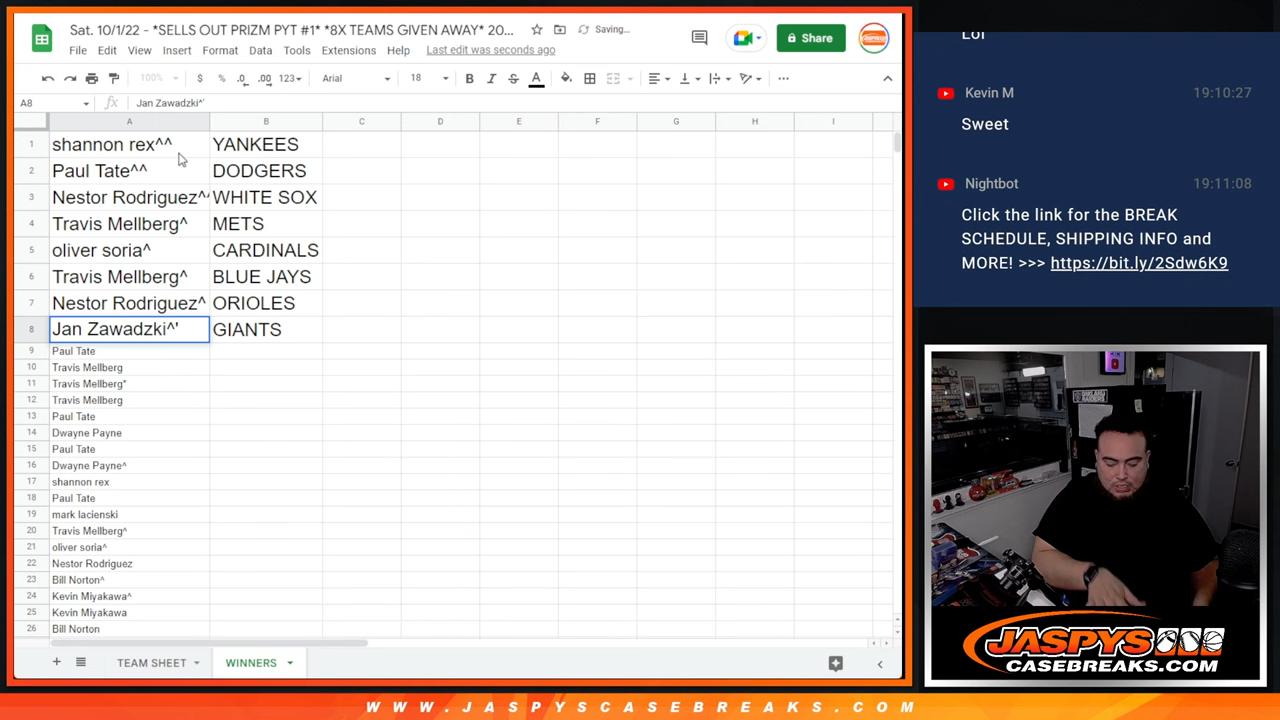 Sat. 10/1/22 - *SELLS OUT PRIZM PYT #1* *8X TEAMS GIVEN AWAY* 20...
Saving...
File Edit View Insert Format Data Tools Extensions Help Last edit was seconds ago
Share
100% $ % .0 .00 123 Arial 18 B I S A
A8 fx Jan Zawadzki^'
A B C D E F G H I
1 shannon rex^^ YANKEES
2 Paul Tate^^ DODGERS
3 Nestor Rodriguez^^ WHITE SOX
4 Travis Mellberg^ METS
5 oliver soria^ CARDINALS
6 Travis Mellberg^ BLUE JAYS
7 Nestor Rodriguez^ ORIOLES
8 Jan Zawadzki^' GIANTS
9 Paul Tate
10 Travis Mellberg
11 Travis Mellberg*
12 Travis Mellberg
13 Paul Tate
14 Dwayne Payne
15 Paul Tate
16 Dwayne Payne^
17 shannon rex
18 Paul Tate
19 mark lacienski
20 Travis Mellberg^
21 oliver soria^
22 Nestor Rodriguez
23 Bill Norton^
24 Kevin Miyakawa^
25 Kevin Miyakawa
26 Bill Norton
TEAM SHEET WINNERS
Lol
Kevin M 19:10:27
Sweet
Nightbot 19:11:08
Click the link for the BREAK
SCHEDULE, SHIPPING INFO and
MORE! >>> https://bit.ly/2Sdw6K9
JASPYS
CASEBREAKS.COM
WWW.JASPYSCASEBREAKS.COM